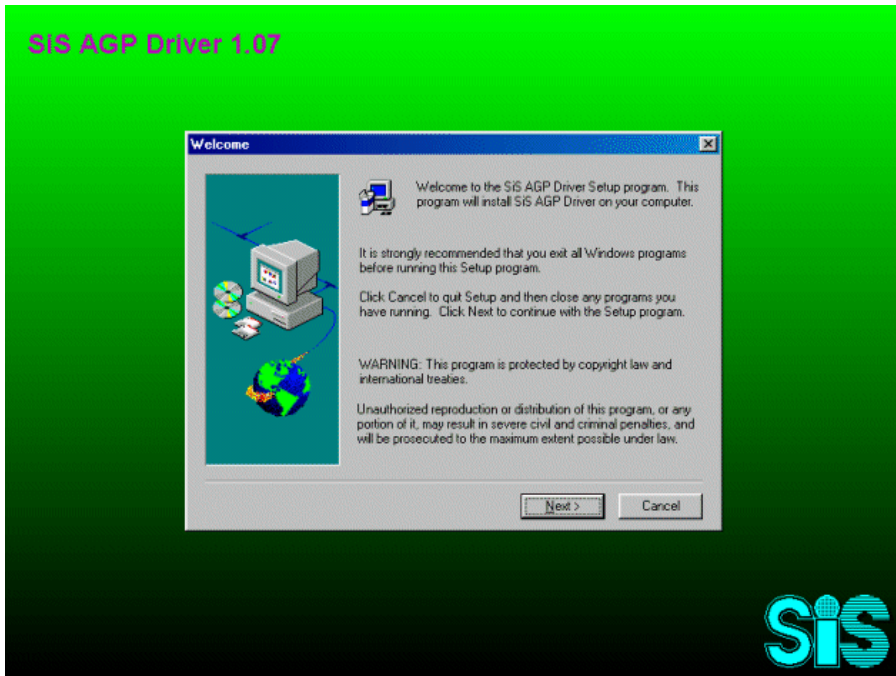 SiS AGP Driver 1.07
Welcome
Welcome to the SiS AGP Driver Setup program. This
program will install SiS AGP Driver on your computer.
It is strongly recommended that you exit all Windows programs
before running this Setup program.
Click Cancel to quit Setup and then close any programs you
have running. Click Next to continue with the Setup program.
WARNING: This program is protected by copyright law and
international treaties.
Unauthorized reproduction or distribution of this program, or any
portion of it, may result in severe civil and criminal penalties, and
will be prosecuted to the maximum extent possible under law.
Next > Cancel
SiS